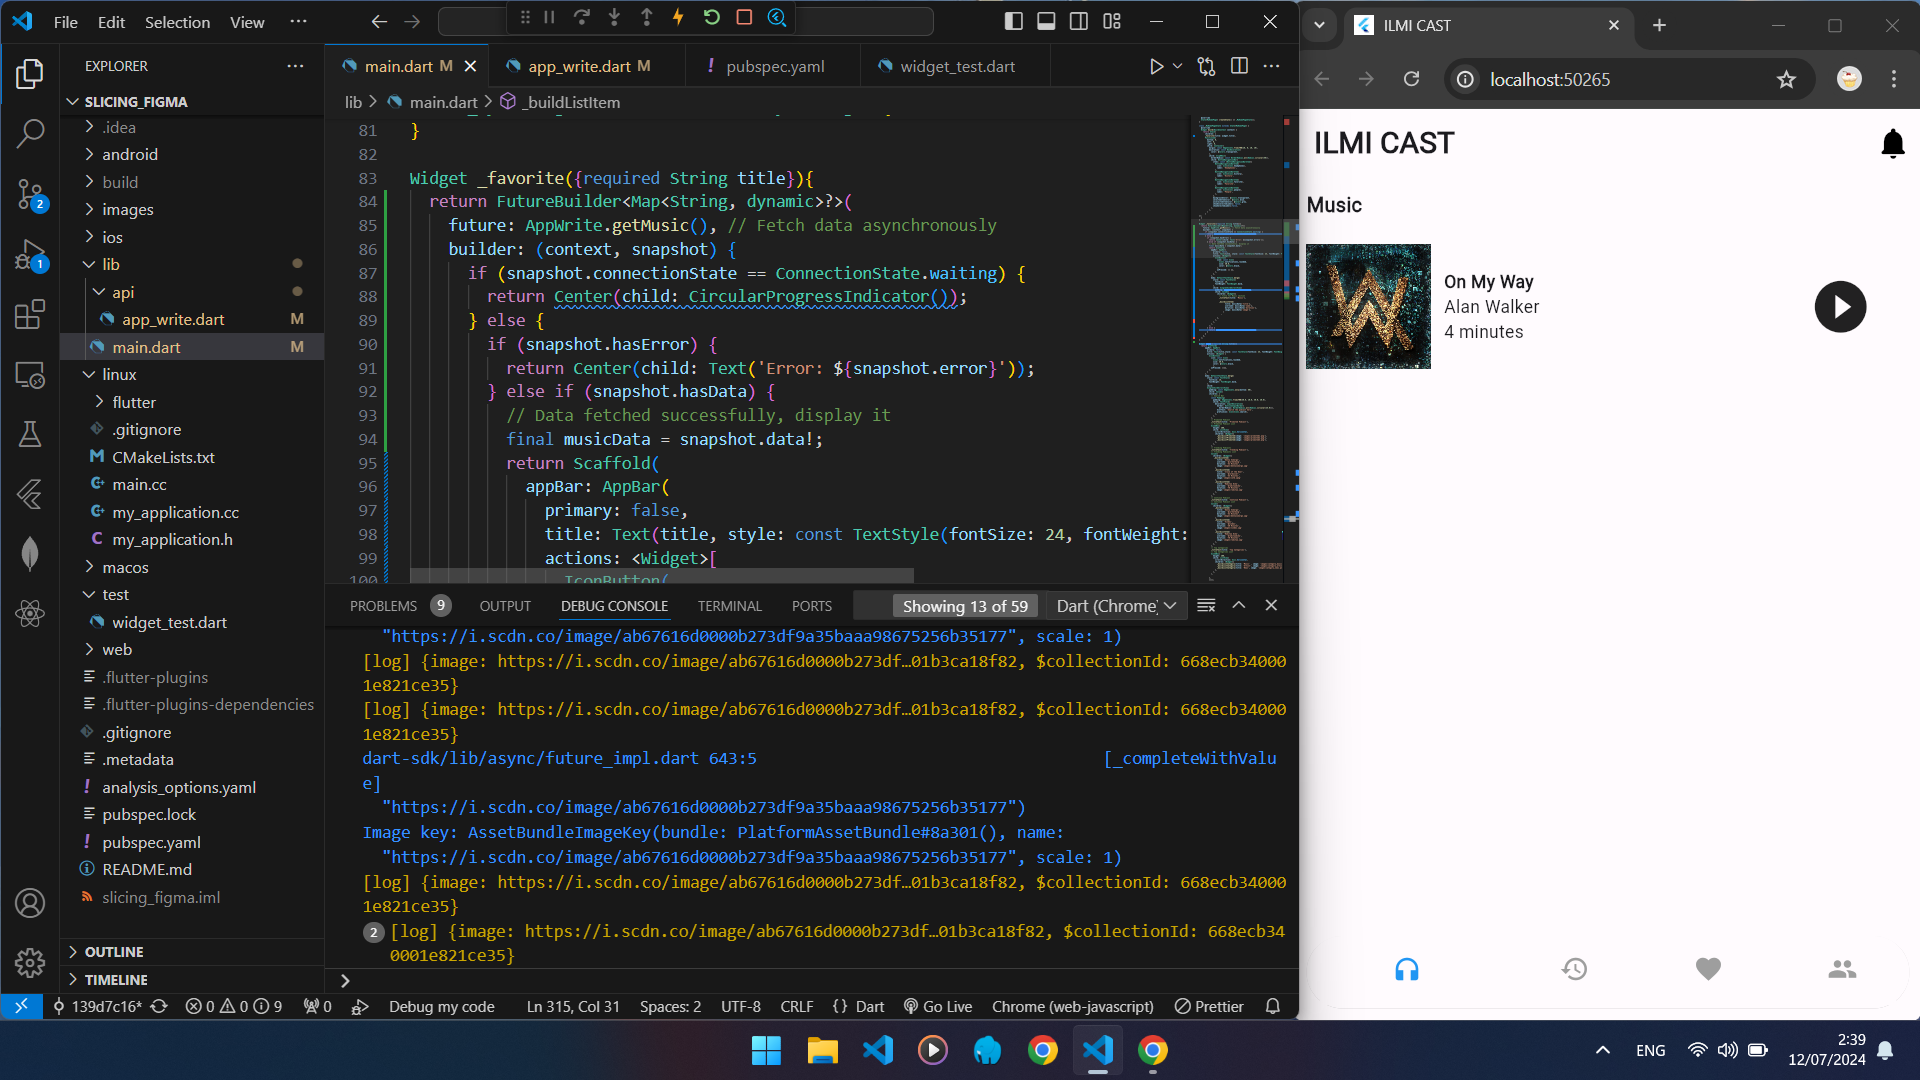 File Edit Selection View ···
EXPLORER
SLICING_FIGMA
.idea
android
build
images
ios
lib
api
app_write.dart M
main.dart M
linux
flutter
.gitignore
CMakeLists.txt
main.cc
my_application.cc
my_application.h
macos
test
widget_test.dart
web
.flutter-plugins
.flutter-plugins-dependencies
.gitignore
.metadata
analysis_options.yaml
pubspec.lock
pubspec.yaml
README.md
slicing_figma.iml
OUTLINE
TIMELINE
2
1
main.dart M
app_write.dart M
pubspec.yaml
widget_test.dart
lib > main.dart > _buildListItem
81 }
82
83 Widget _favorite({required String title}){
84 return FutureBuilder<Map<String, dynamic>?>(
85 future: AppWrite.getMusic(), // Fetch data asynchronously
86 builder: (context, snapshot) {
87 if (snapshot.connectionState == ConnectionState.waiting) {
88 return Center(child: CircularProgressIndicator());
89 } else {
90 if (snapshot.hasError) {
91 return Center(child: Text('Error: ${snapshot.error}'));
92 } else if (snapshot.hasData) {
93 // Data fetched successfully, display it
94 final musicData = snapshot.data!;
95 return Scaffold(
96 appBar: AppBar(
97 primary: false,
98 title: Text(title, style: const TextStyle(fontSize: 24, fontWeight:
99 actions: <Widget>[
100 IconButton(
PROBLEMS 9 OUTPUT DEBUG CONSOLE TERMINAL PORTS Showing 13 of 59 Dart (Chrome)
"https://i.scdn.co/image/ab67616d0000b273df9a35baaa98675256b35177", scale: 1)
[log] {image: https://i.scdn.co/image/ab67616d0000b273df…01b3ca18f82, $collectionId: 668ecb34000
1e821ce35}
[log] {image: https://i.scdn.co/image/ab67616d0000b273df…01b3ca18f82, $collectionId: 668ecb34000
1e821ce35}
dart-sdk/lib/async/future_impl.dart 643:5 [_completeWithValu
e]
"https://i.scdn.co/image/ab67616d0000b273df9a35baaa98675256b35177")
Image key: AssetBundleImageKey(bundle: PlatformAssetBundle#8a301(), name:
"https://i.scdn.co/image/ab67616d0000b273df9a35baaa98675256b35177", scale: 1)
[log] {image: https://i.scdn.co/image/ab67616d0000b273df…01b3ca18f82, $collectionId: 668ecb34000
1e821ce35}
2 [log] {image: https://i.scdn.co/image/ab67616d0000b273df…01b3ca18f82, $collectionId: 668ecb34
0001e821ce35}
139d7c16* 0 0 9 0 Debug my code Ln 315, Col 31 Spaces: 2 UTF-8 CRLF {} Dart Go Live Chrome (web-javascript) Prettier
ILMI CAST
localhost:50265
ILMI CAST
Music
On My Way
Alan Walker
4 minutes
ENG
2:39
12/07/2024